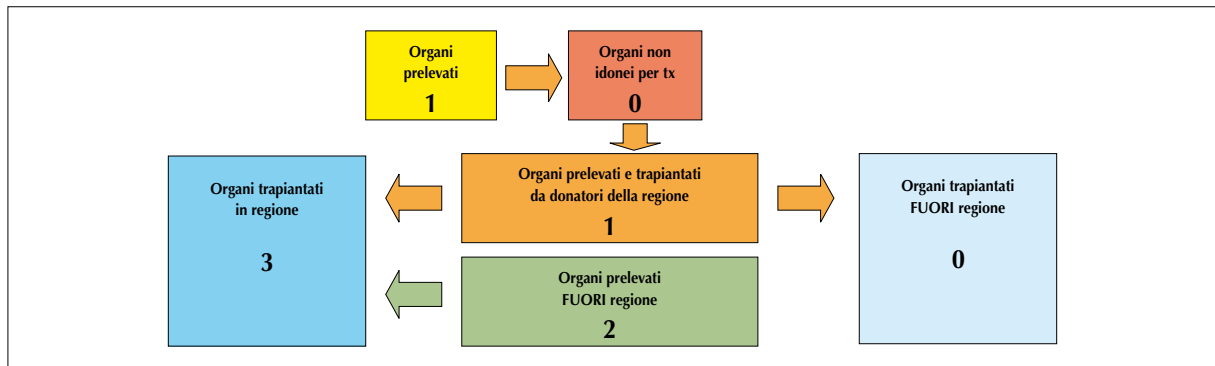 Organi
prelevati
1
Organi non
idonei per tx
0
Organi trapiantati
in regione
3
Organi prelevati e trapiantati
da donatori della regione
1
Organi trapiantati
FUORI regione
0
Organi prelevati
FUORI regione
2